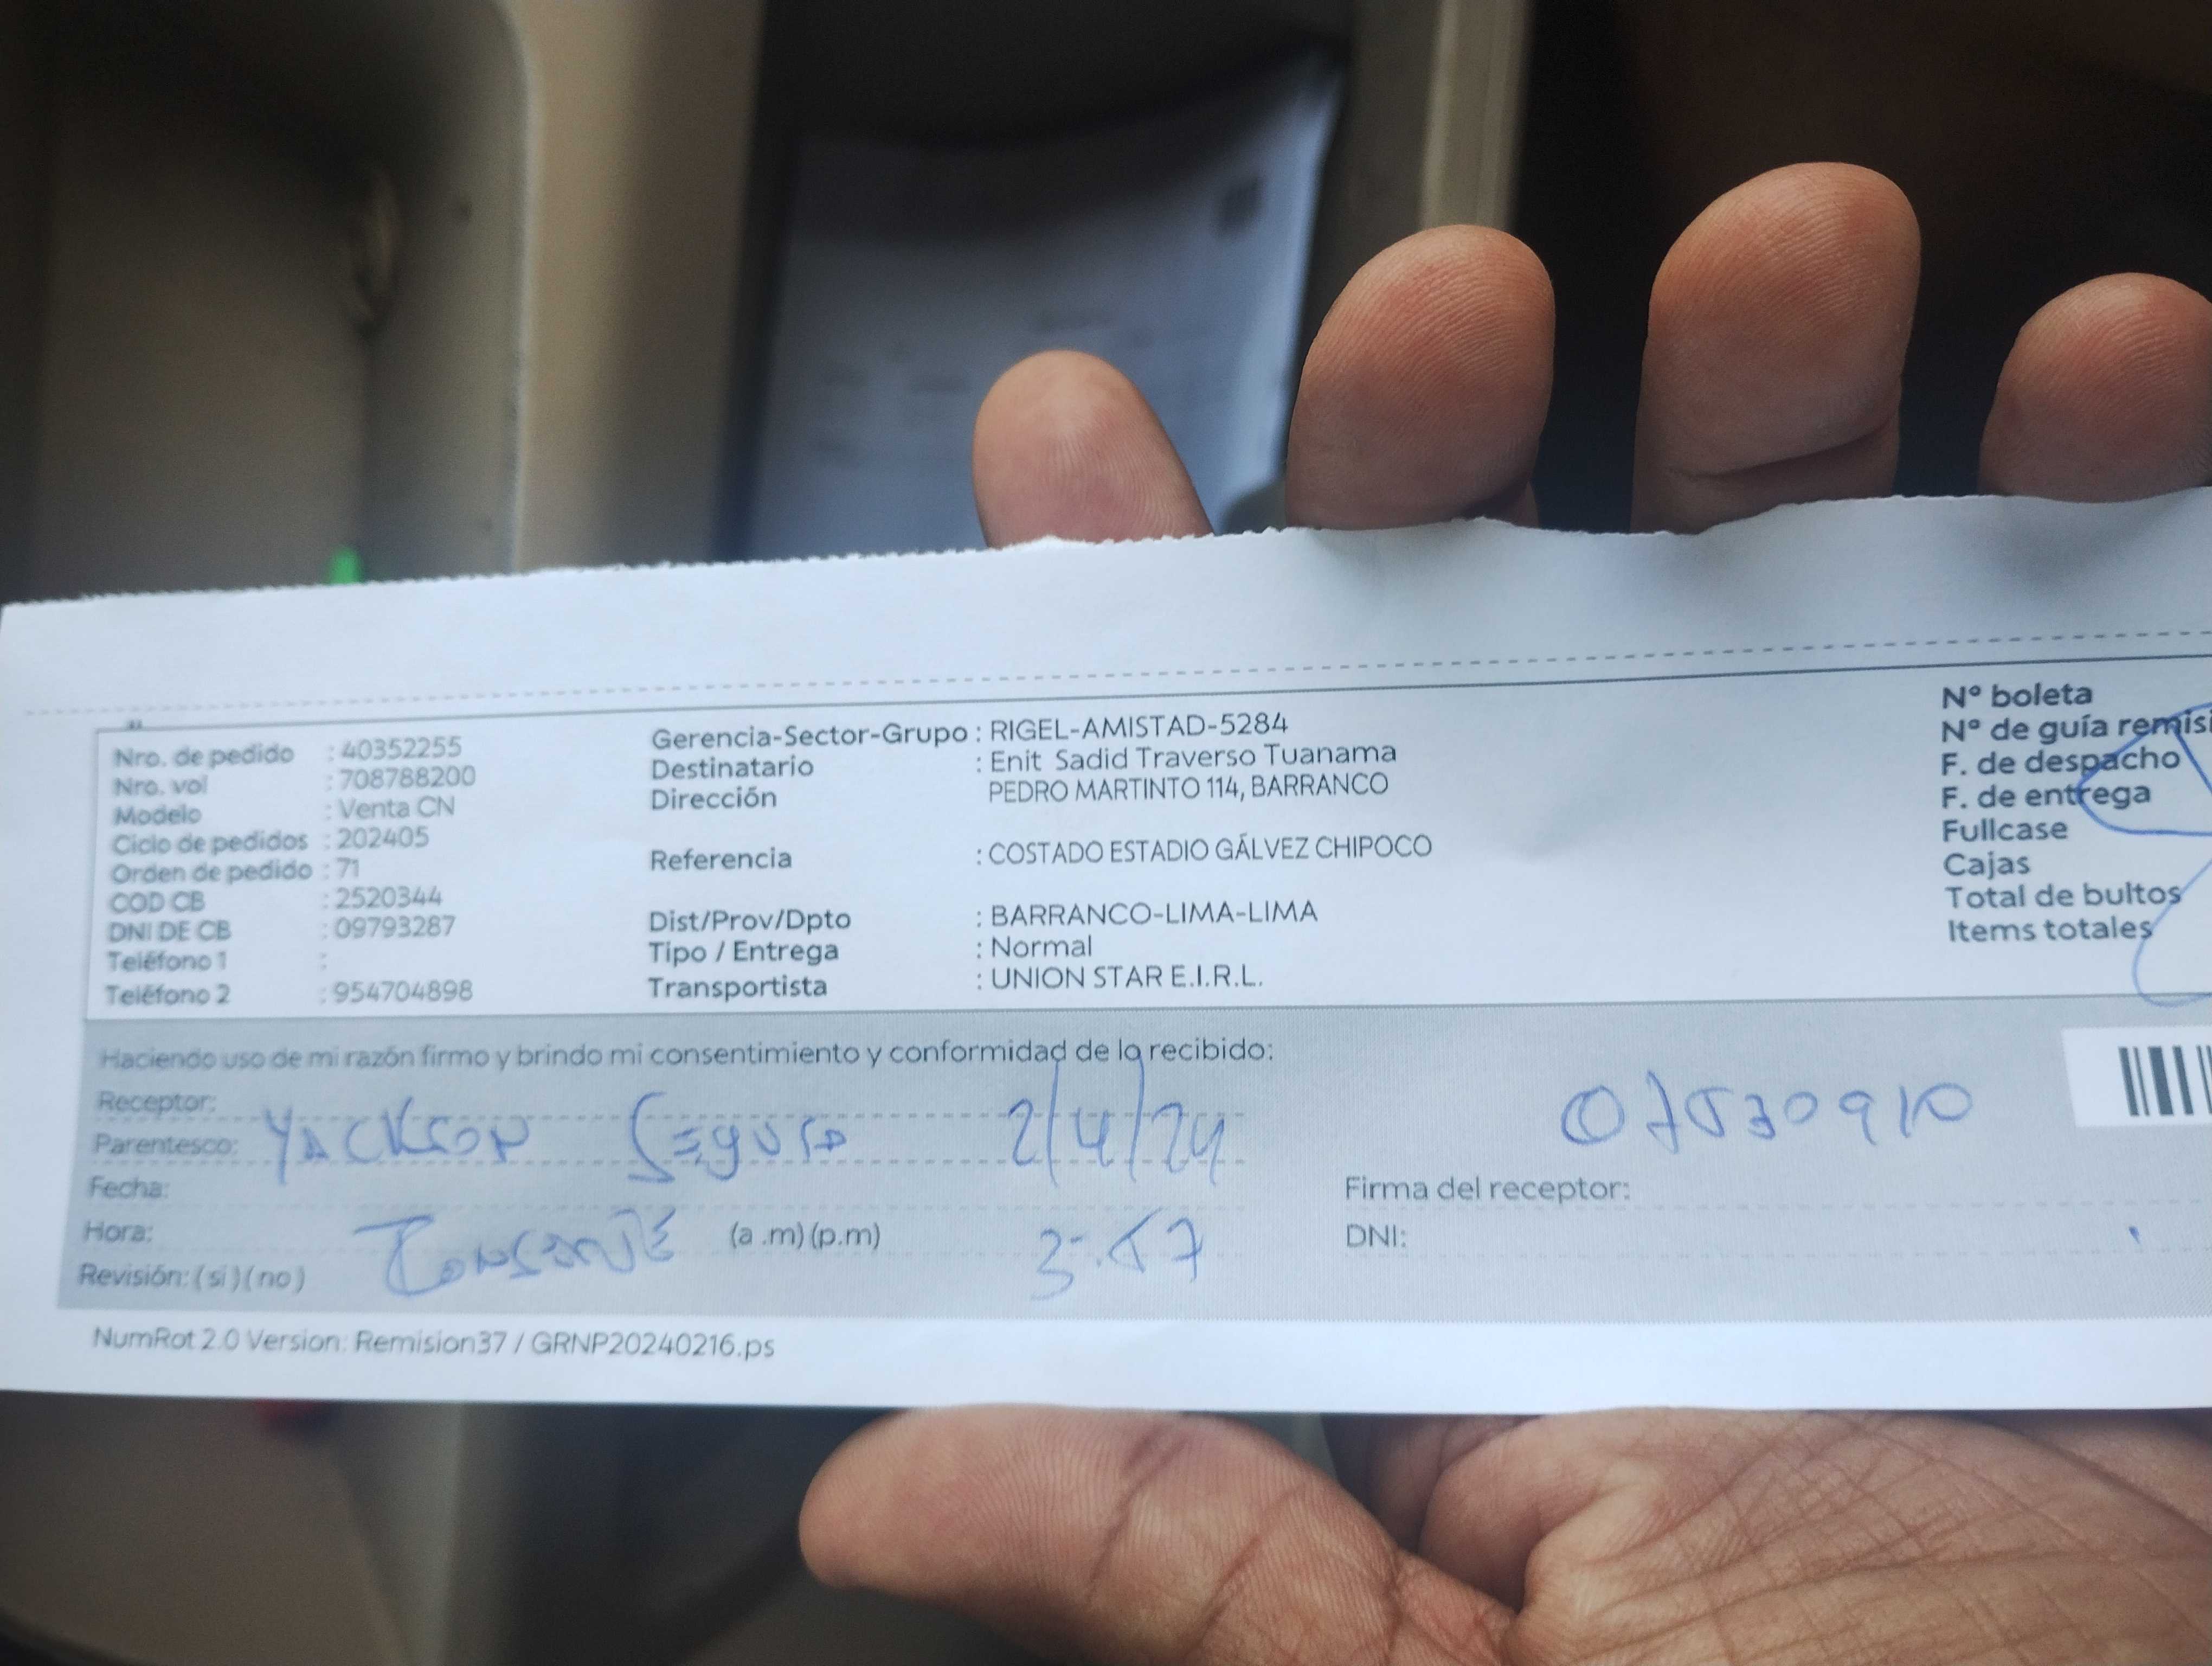 Nro. de pedido : 40352255
Nro. vol : 708788200
Modelo : Venta CN
Ciclo de pedidos : 202405
Orden de pedido : 71
COD CB : 2520344
DNI DE CB : 09793287
Teléfono 1 :
Teléfono 2 : 954704898
Gerencia-Sector-Grupo : RIGEL-AMISTAD-5284
Destinatario : Enit Sadid Traverso Tuanama
Dirección PEDRO MARTINTO 114, BARRANCO
Referencia : COSTADO ESTADIO GÁLVEZ CHIPOCO
Dist/Prov/Dpto : BARRANCO-LIMA-LIMA
Tipo / Entrega : Normal
Transportista : UNION STAR E.I.R.L.
Nº boleta
Nº de guía remisi
F. de despacho
F. de entrega
Fullcase
Cajas
Total de bultos
Items totales
Haciendo uso de mi razón firmo y brindo mi consentimiento y conformidad de lo recibido:
Receptor:
Parentesco: YACKSON Segura 2/4/24 07530910
Fecha: Firma del receptor:
Hora: (a .m) (p.m) 3:57 DNI:
Revisión: (si) (no)
NumRot 2.0 Version: Remision37 / GRNP20240216.ps